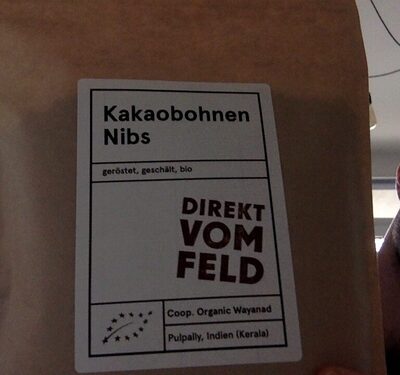 Kakaobohnen
Nibs
geröstet, geschält, bio
DIREKT
VOM
FELD
Coop. Organic Wayanad
Pulpally, Indien (Kerala)